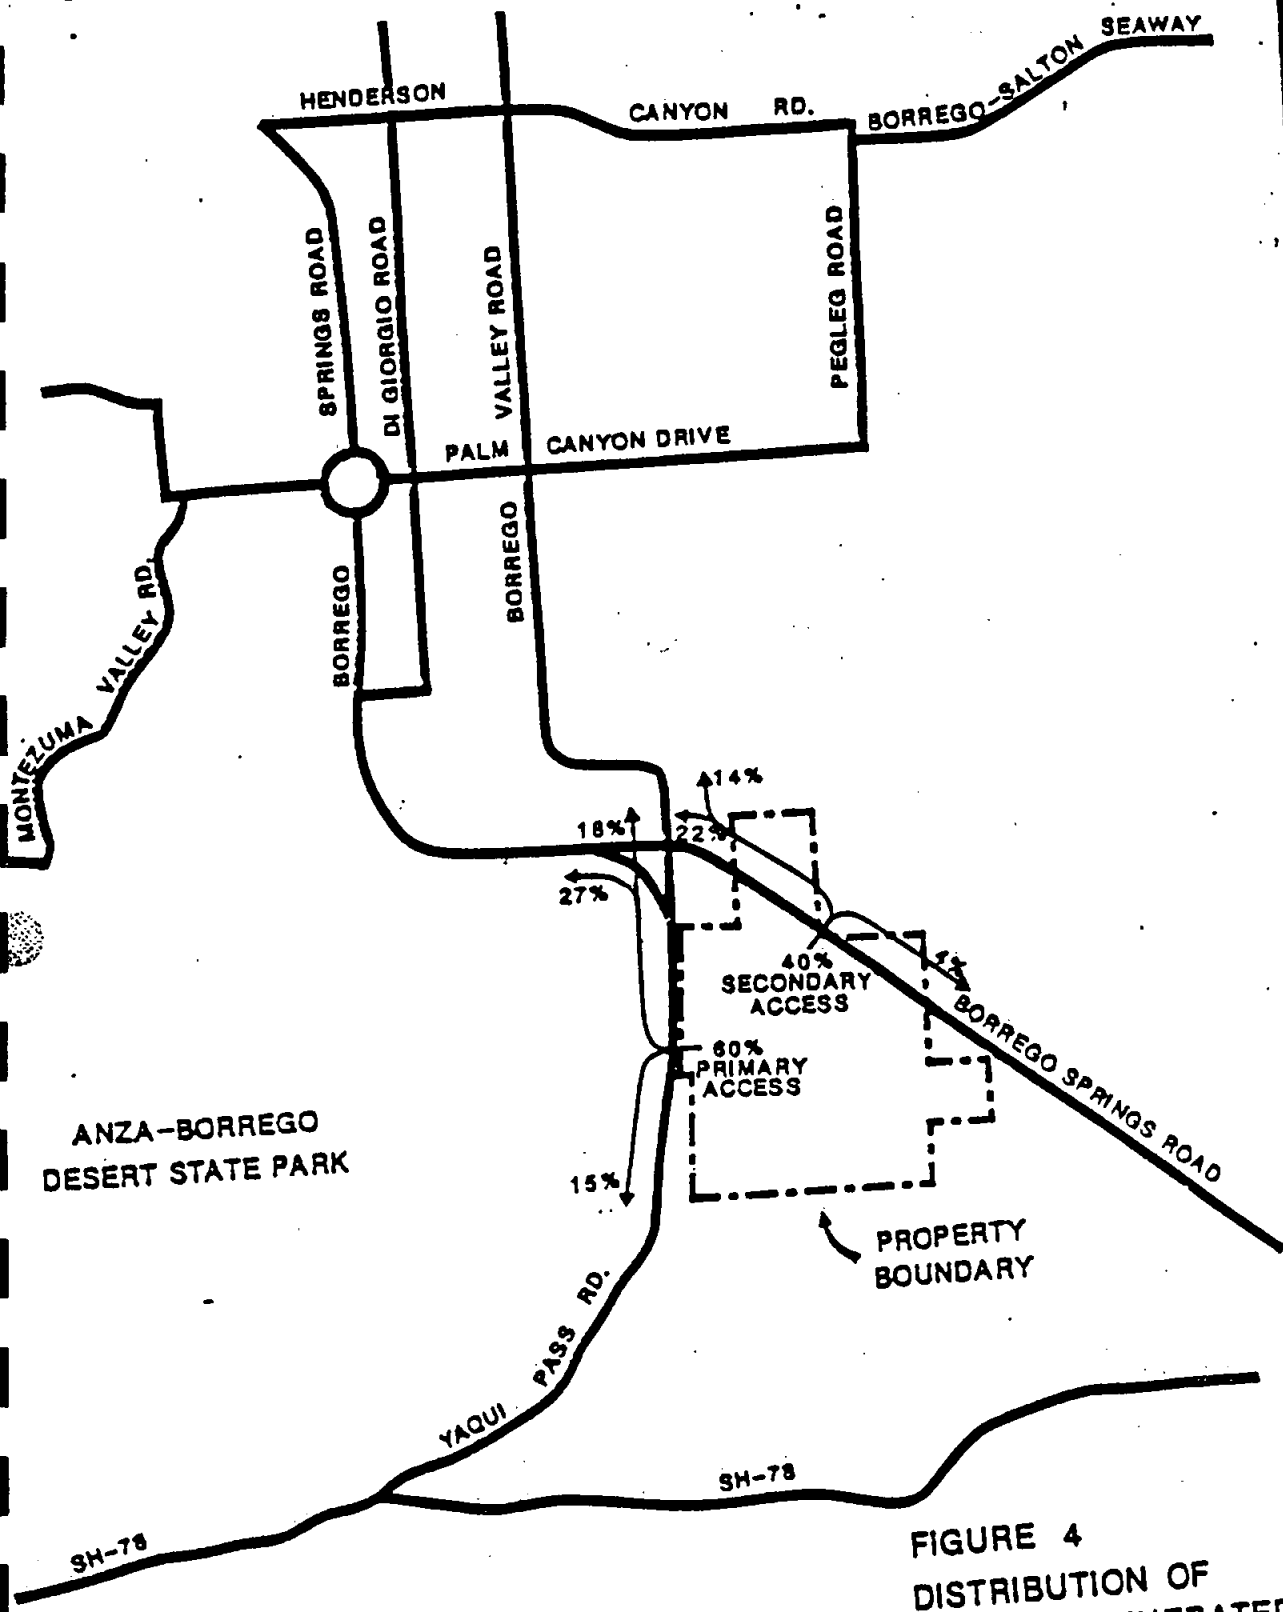 SEAWAY
BORREGO-SALTON
HENDERSON
CANYON RD.
SPRINGS ROAD
DI GIORGIO ROAD
VALLEY ROAD
PEGLEG ROAD
PALM CANYON DRIVE
BORREGO
BORREGO
MONTEZUMA VALLEY RD.
14%
18%
22%
27%
40%
SECONDARY
ACCESS
4%
60%
PRIMARY
ACCESS
BORREGO SPRINGS ROAD
ANZA-BORREGO
DESERT STATE PARK
15%
PROPERTY
BOUNDARY
YAQUI PASS RD.
SH-78
SH-78
FIGURE 4
DISTRIBUTION OF